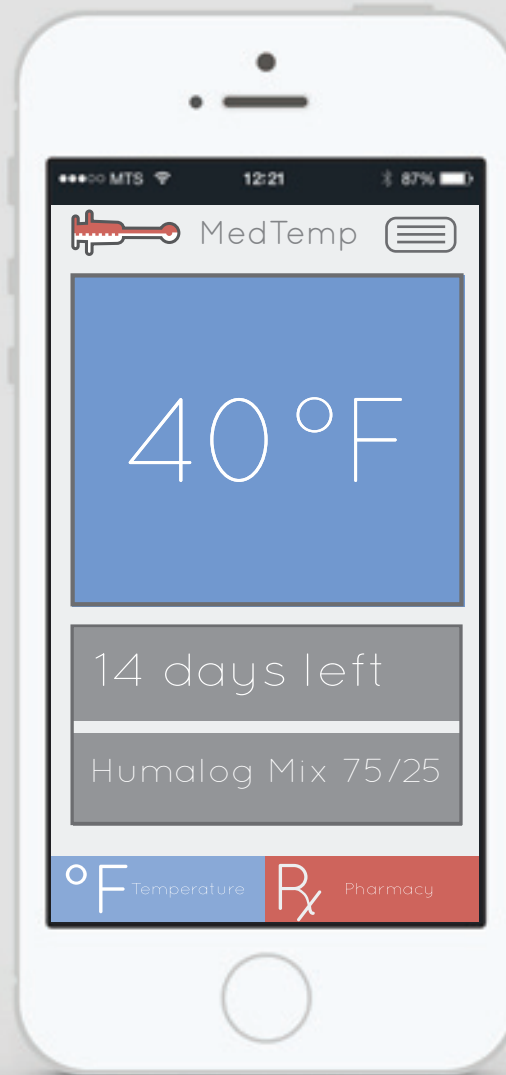 MTS 12:21 87%
MedTemp
40°F
14 days left
Humalog Mix 75/25
°F Temperature Rx Pharmacy